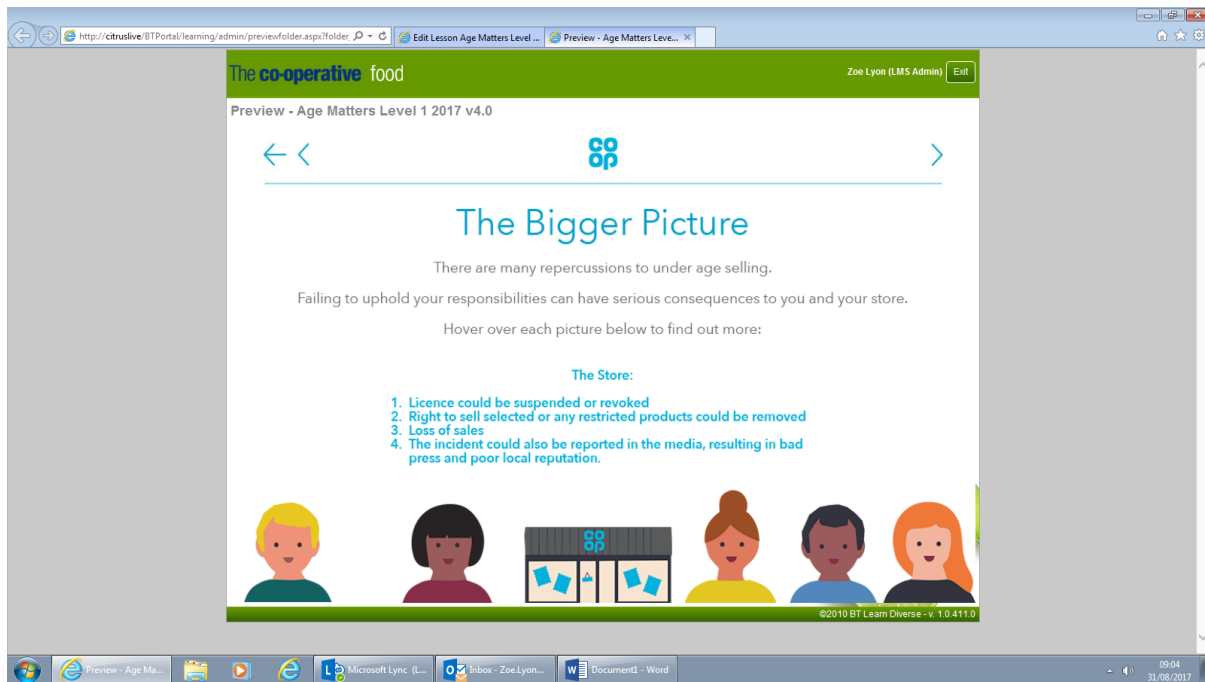 http://citruslive/BTPortal/learning/admin/previewfolder.aspx?folder
Edit Lesson Age Matters Level ...
Preview - Age Matters Leve...
The co-operative food
Zoe Lyon (LMS Admin)
Exit
Preview - Age Matters Level 1 2017 v4.0
CO
OP
The Bigger Picture
There are many repercussions to under age selling.
Failing to uphold your responsibilities can have serious consequences to you and your store.
Hover over each picture below to find out more:
The Store:
1. Licence could be suspended or revoked
2. Right to sell selected or any restricted products could be removed
3. Loss of sales
4. The incident could also be reported in the media, resulting in bad
press and poor local reputation.
CO
OP
©2010 BT Learn Diverse - v. 1.0.411.0
Preview - Age Ma...
Microsoft Lync (L...
Inbox - Zoe.Lyon...
Document1 - Word
09:04
31/08/2017